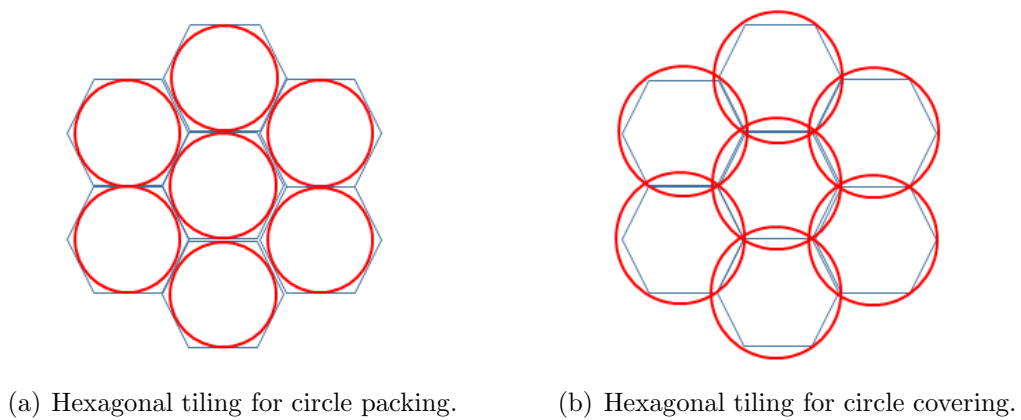 (a) Hexagonal tiling for circle packing.
(b) Hexagonal tiling for circle covering.